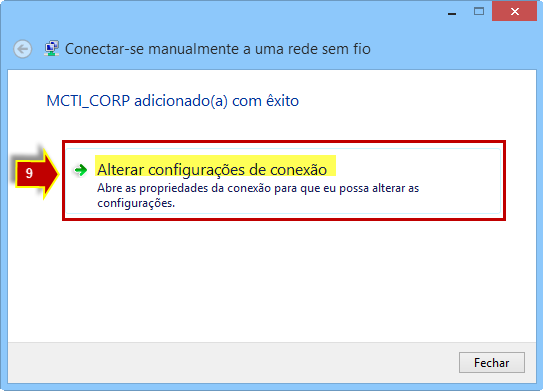 Conectar-se manualmente a uma rede sem fio
MCTI_CORP adicionado(a) com êxito
9
Alterar configurações de conexão
Abre as propriedades da conexão para que eu possa alterar as
configurações.
Fechar